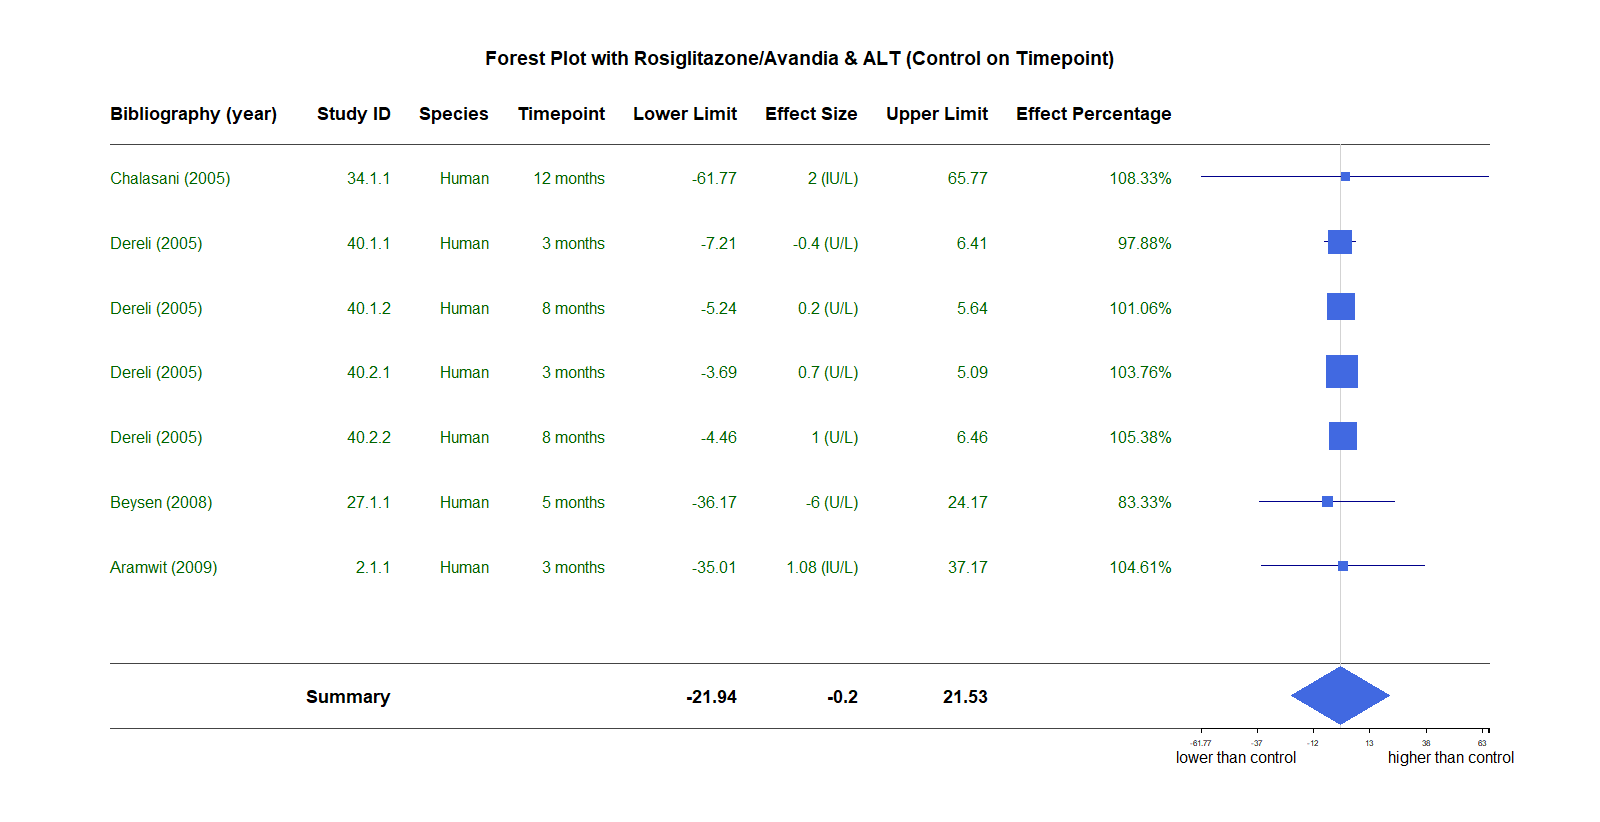 Forest Plot with Rosiglitazone/Avandia & ALT (Control on Timepoint)
Bibliography (year) Study ID Species Timepoint Lower Limit Effect Size Upper Limit Effect Percentage
Chalasani (2005) 34.1.1 Human 12 months -61.77 2 (IU/L) 65.77 108.33%
Dereli (2005) 40.1.1 Human 3 months -7.21 -0.4 (U/L) 6.41 97.88%
Dereli (2005) 40.1.2 Human 8 months -5.24 0.2 (U/L) 5.64 101.06%
Dereli (2005) 40.2.1 Human 3 months -3.69 0.7 (U/L) 5.09 103.76%
Dereli (2005) 40.2.2 Human 8 months -4.46 1 (U/L) 6.46 105.38%
Beysen (2008) 27.1.1 Human 5 months -36.17 -6 (U/L) 24.17 83.33%
Aramwit (2009) 2.1.1 Human 3 months -35.01 1.08 (IU/L) 37.17 104.61%
Summary -21.94 -0.2 21.53
-61.77 -37 -12 13 38 63
lower than control higher than control